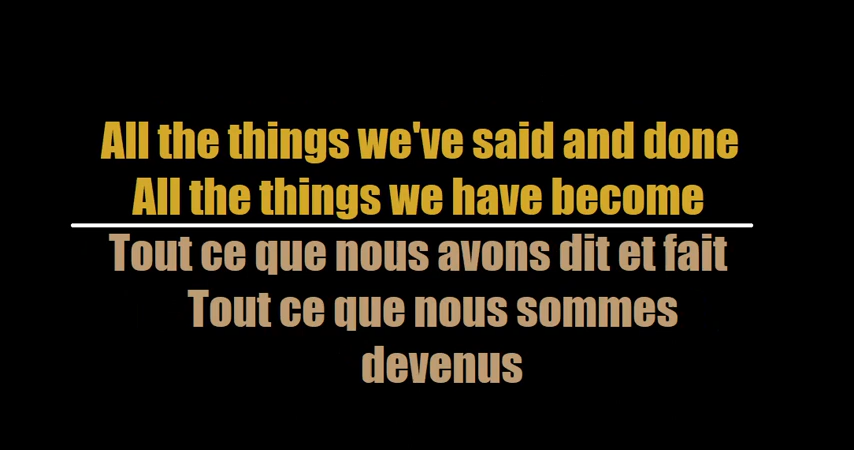 All the things we've said and done
All the things we have become
Tout ce que nous avons dit et fait
Tout ce que nous sommes
devenus